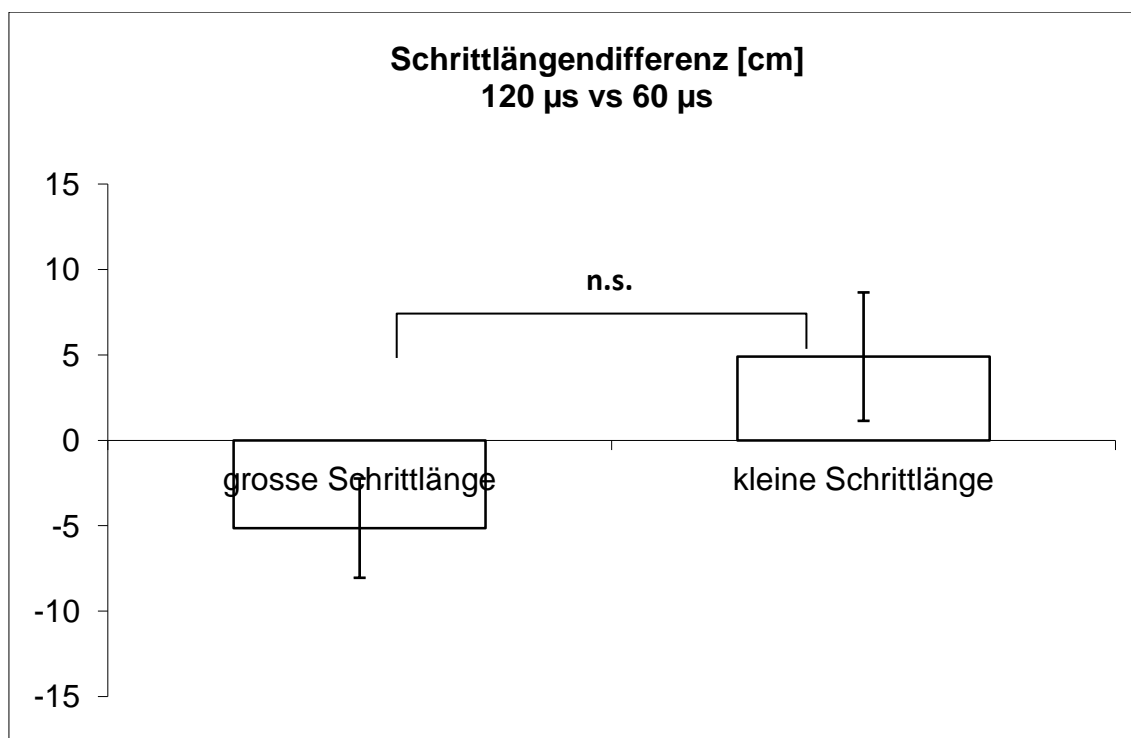 Schrittlängendifferenz [cm]
120 µs vs 60 µs
15
10
n.s.
5
0
grosse Schrittlänge kleine Schrittlänge
-5
-10
-15